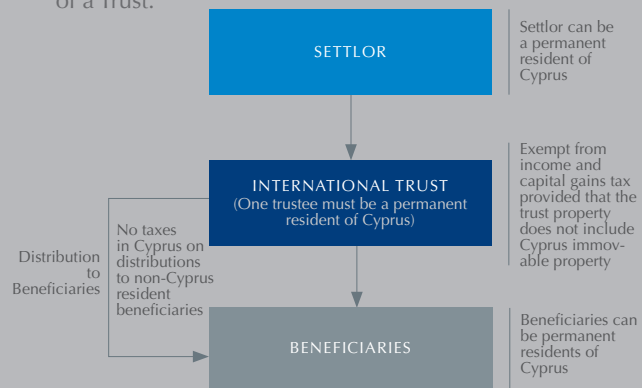 of a Trust.
SETTLOR
Settlor can be
a permanent
resident of
Cyprus
INTERNATIONAL TRUST
(One trustee must be a permanent
resident of Cyprus)
Exempt from
income and
capital gains tax
provided that the
trust property
does not include
Cyprus immov-
able property
Distribution
to
Beneficiaries
No taxes
in Cyprus on
distributions
to non-Cyprus
resident
beneficiaries
BENEFICIARIES
Beneficiaries can
be permanent
residents of
Cyprus